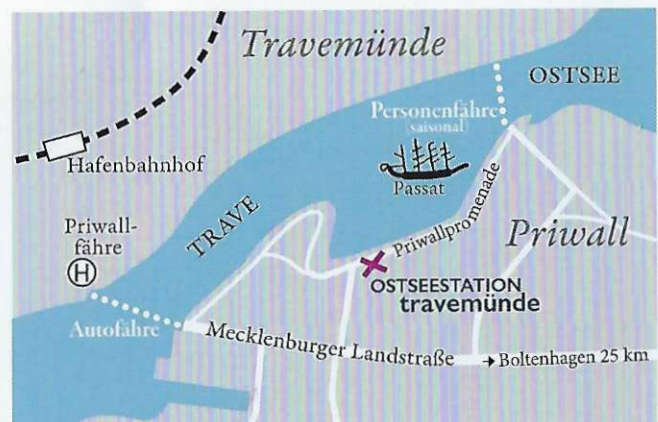 Travemünde
OSTSEE
Personenfähre
(saisonal)
Hafenbahnhof
Passat
TRAVE
Priwallpromenade
Priwall-
fähre
H
Priwall
OSTSEESTATION
travemünde
Autofähre
Mecklenburger Landstraße
→ Boltenhagen 25 km